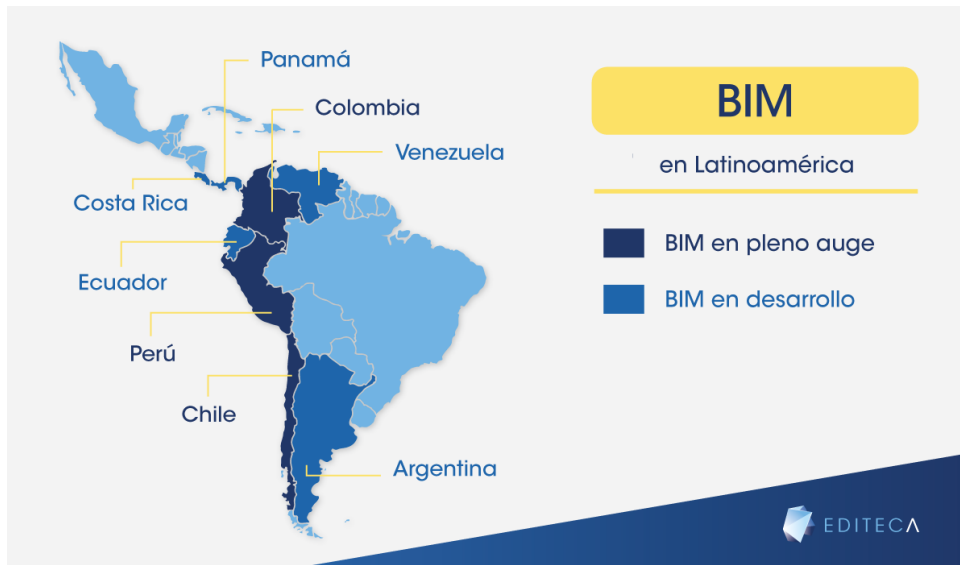 Panamá
Colombia
Venezuela
Costa Rica
Ecuador
Perú
Chile
Argentina
BIM
en Latinoamérica
BIM en pleno auge
BIM en desarrollo
EDITECA